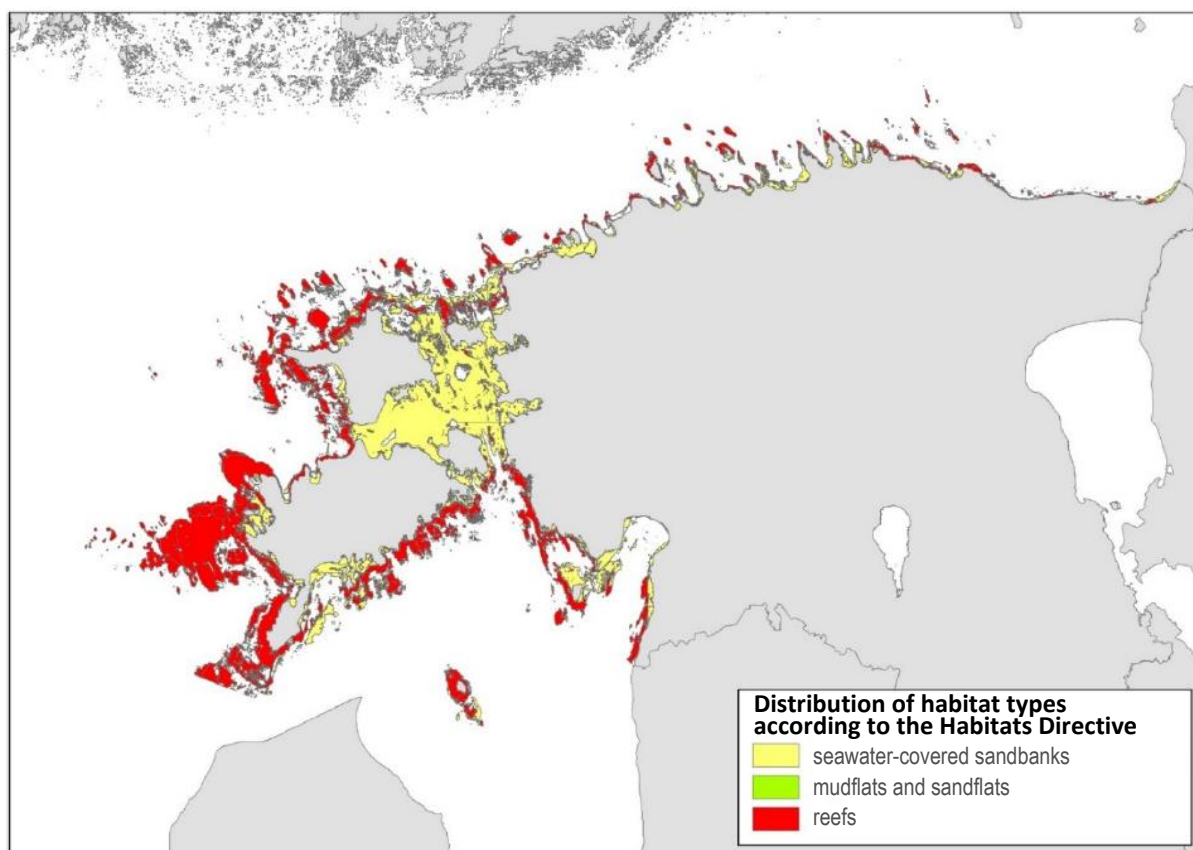 Distribution of habitat types
according to the Habitats Directive
seawater-covered sandbanks
mudflats and sandflats
reefs